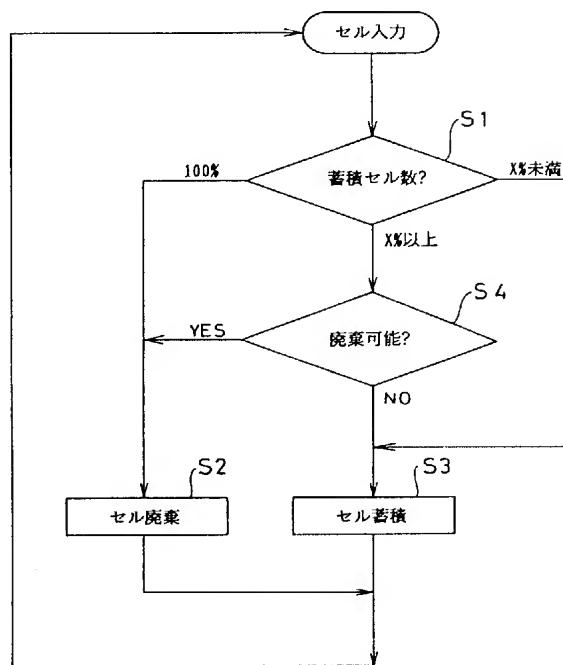 セル入力
S1
100%
蓄積セル数?
X%未満
X%以上
S4
YES
廃棄可能?
NO
S2
S3
セル廃棄
セル蓄積